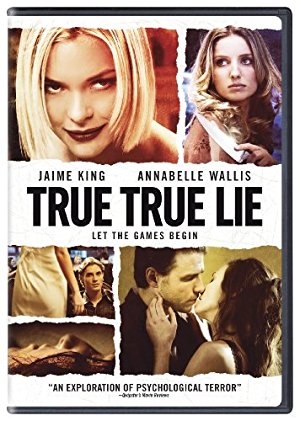 JAIME KING ANNABELLE WALLIS
TRUE TRUE LIE
LET THE GAMES BEGIN
"AN EXPLORATION OF PSYCHOLOGICAL TERROR"